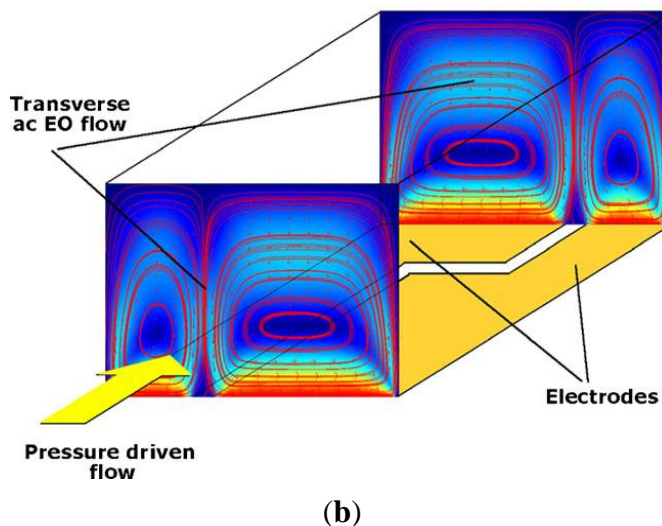 Transverse
ac EO flow
Electrodes
Pressure driven
flow
(b)